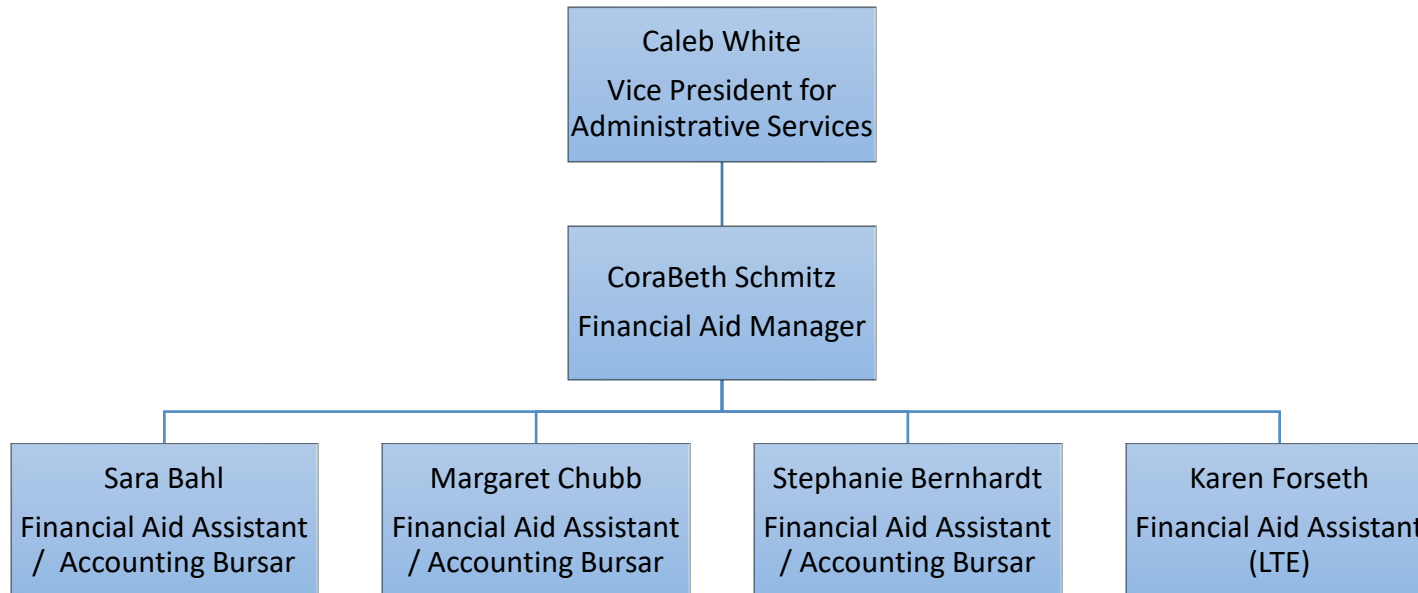 Caleb White
Vice President for
Administrative Services
CoraBeth Schmitz
Financial Aid Manager
Sara Bahl
Financial Aid Assistant
/ Accounting Bursar
Margaret Chubb
Financial Aid Assistant
/ Accounting Bursar
Stephanie Bernhardt
Financial Aid Assistant
/ Accounting Bursar
Karen Forseth
Financial Aid Assistant
(LTE)